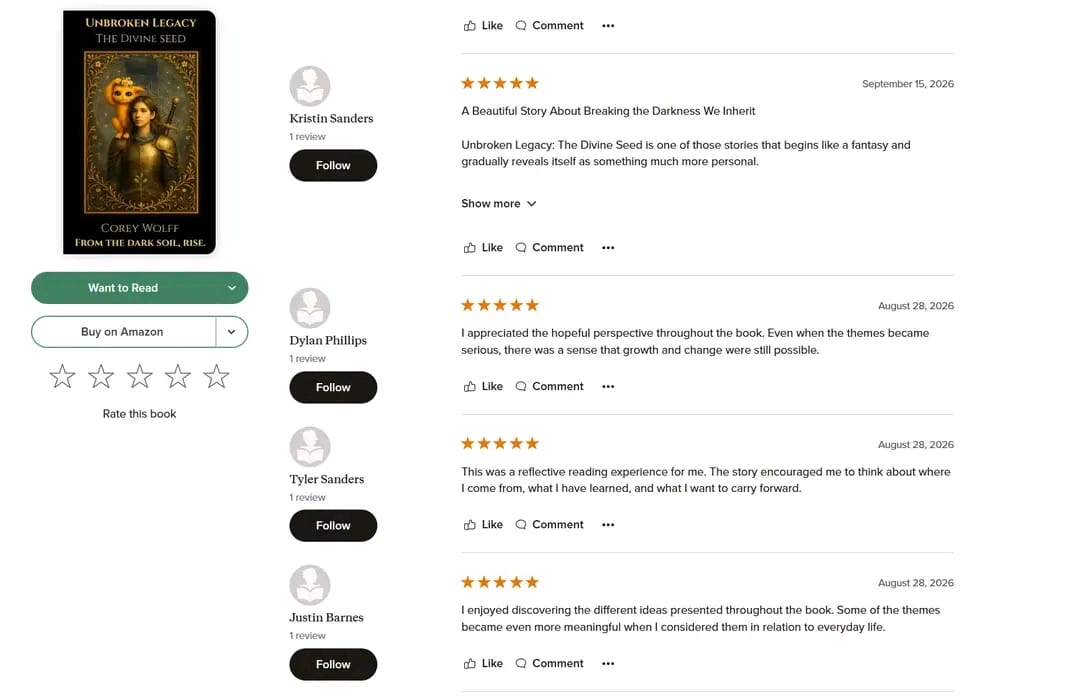 UNBROKEN LEGACY
THE DIVINE SEED
COREY WOLFF
FROM THE DARK SOIL, RISE.
Want to Read
Buy on Amazon
Rate this book
Like Comment
Kristin Sanders
1 review
Follow
September 15, 2026
A Beautiful Story About Breaking the Darkness We Inherit
Unbroken Legacy: The Divine Seed is one of those stories that begins like a fantasy and
gradually reveals itself as something much more personal.
Show more
Like Comment
Dylan Phillips
1 review
Follow
August 28, 2026
I appreciated the hopeful perspective throughout the book. Even when the themes became
serious, there was a sense that growth and change were still possible.
Like Comment
Tyler Sanders
1 review
Follow
August 28, 2026
This was a reflective reading experience for me. The story encouraged me to think about where
I come from, what I have learned, and what I want to carry forward.
Like Comment
Justin Barnes
1 review
Follow
August 28, 2026
I enjoyed discovering the different ideas presented throughout the book. Some of the themes
became even more meaningful when I considered them in relation to everyday life.
Like Comment